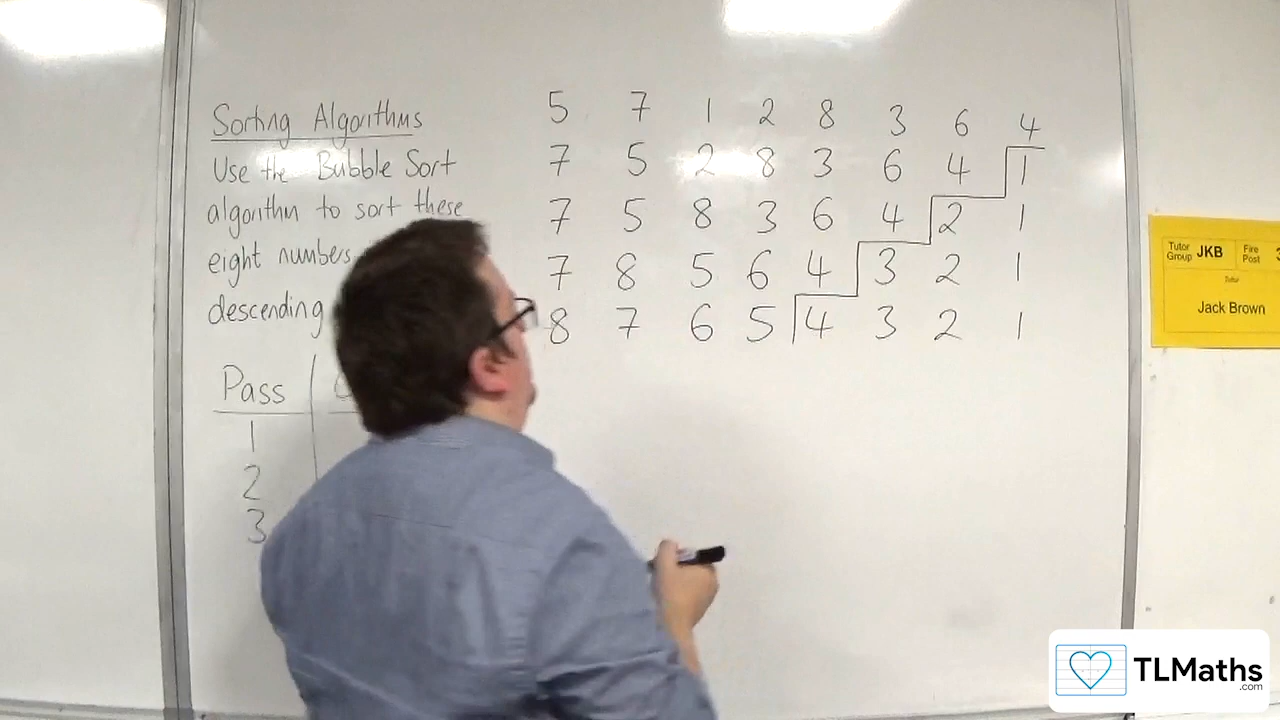 Sorting Algorithms
Use the Bubble Sort
algorithm to sort these
eight numbers
descending
5 7 1 2 8 3 6 4
7 5 2 8 3 6 4 1
7 5 8 3 6 4 2 1
7 8 5 6 4 3 2 1
8 7 6 5 4 3 2 1
Pass
1
2
3
Tutor Group JKB Fire Post 3
Tutor
Jack Brown
TLMaths
.com